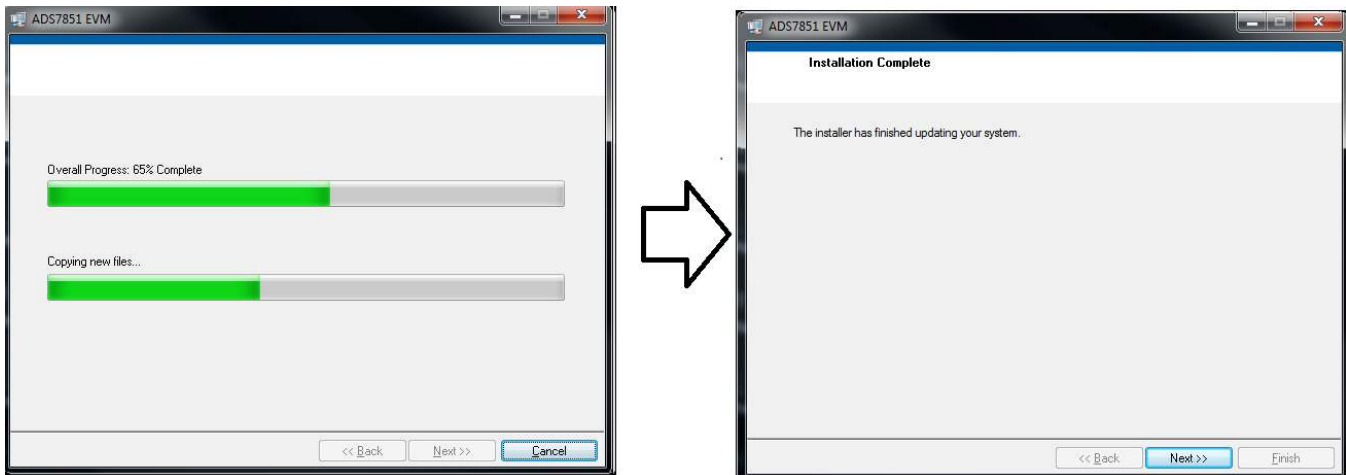 ADS7851 EVM
Overall Progress: 65% Complete
Copying new files...
<< Back Next >> Cancel
ADS7851 EVM
Installation Complete
The installer has finished updating your system.
<< Back Next >> Finish